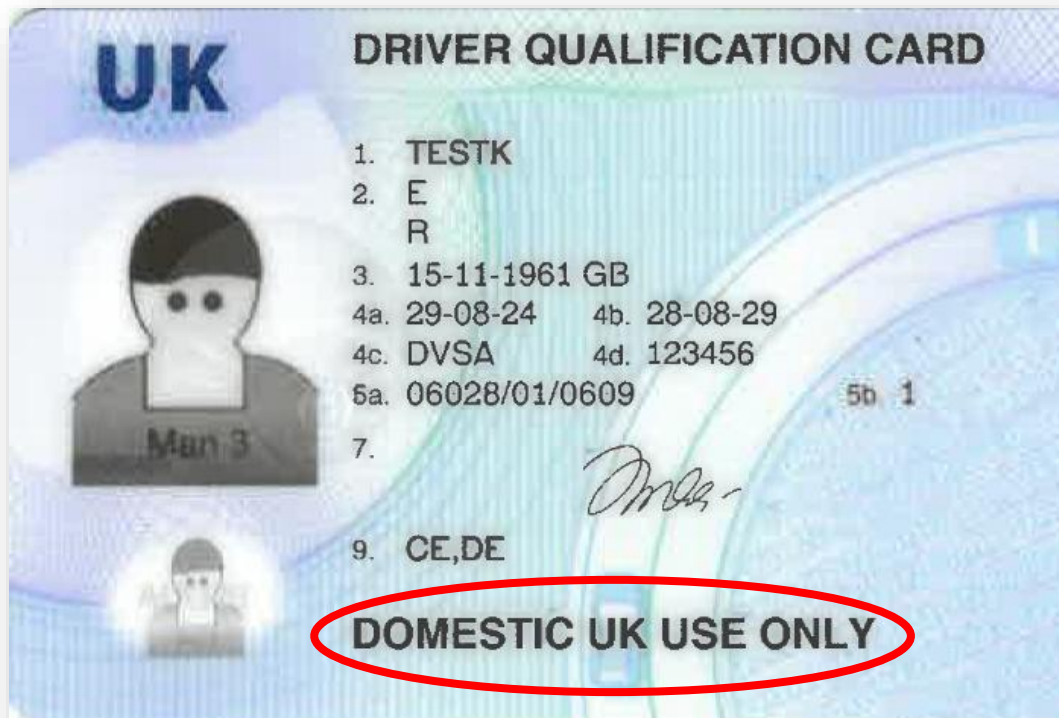 UK
DRIVER QUALIFICATION CARD
1. TESTK
2. E
R
3. 15-11-1961 GB
4a. 29-08-24 4b. 28-08-29
4c. DVSA 4d. 123456
5a. 06028/01/0609 5b 1
Man 3
7.
9. CE,DE
DOMESTIC UK USE ONLY